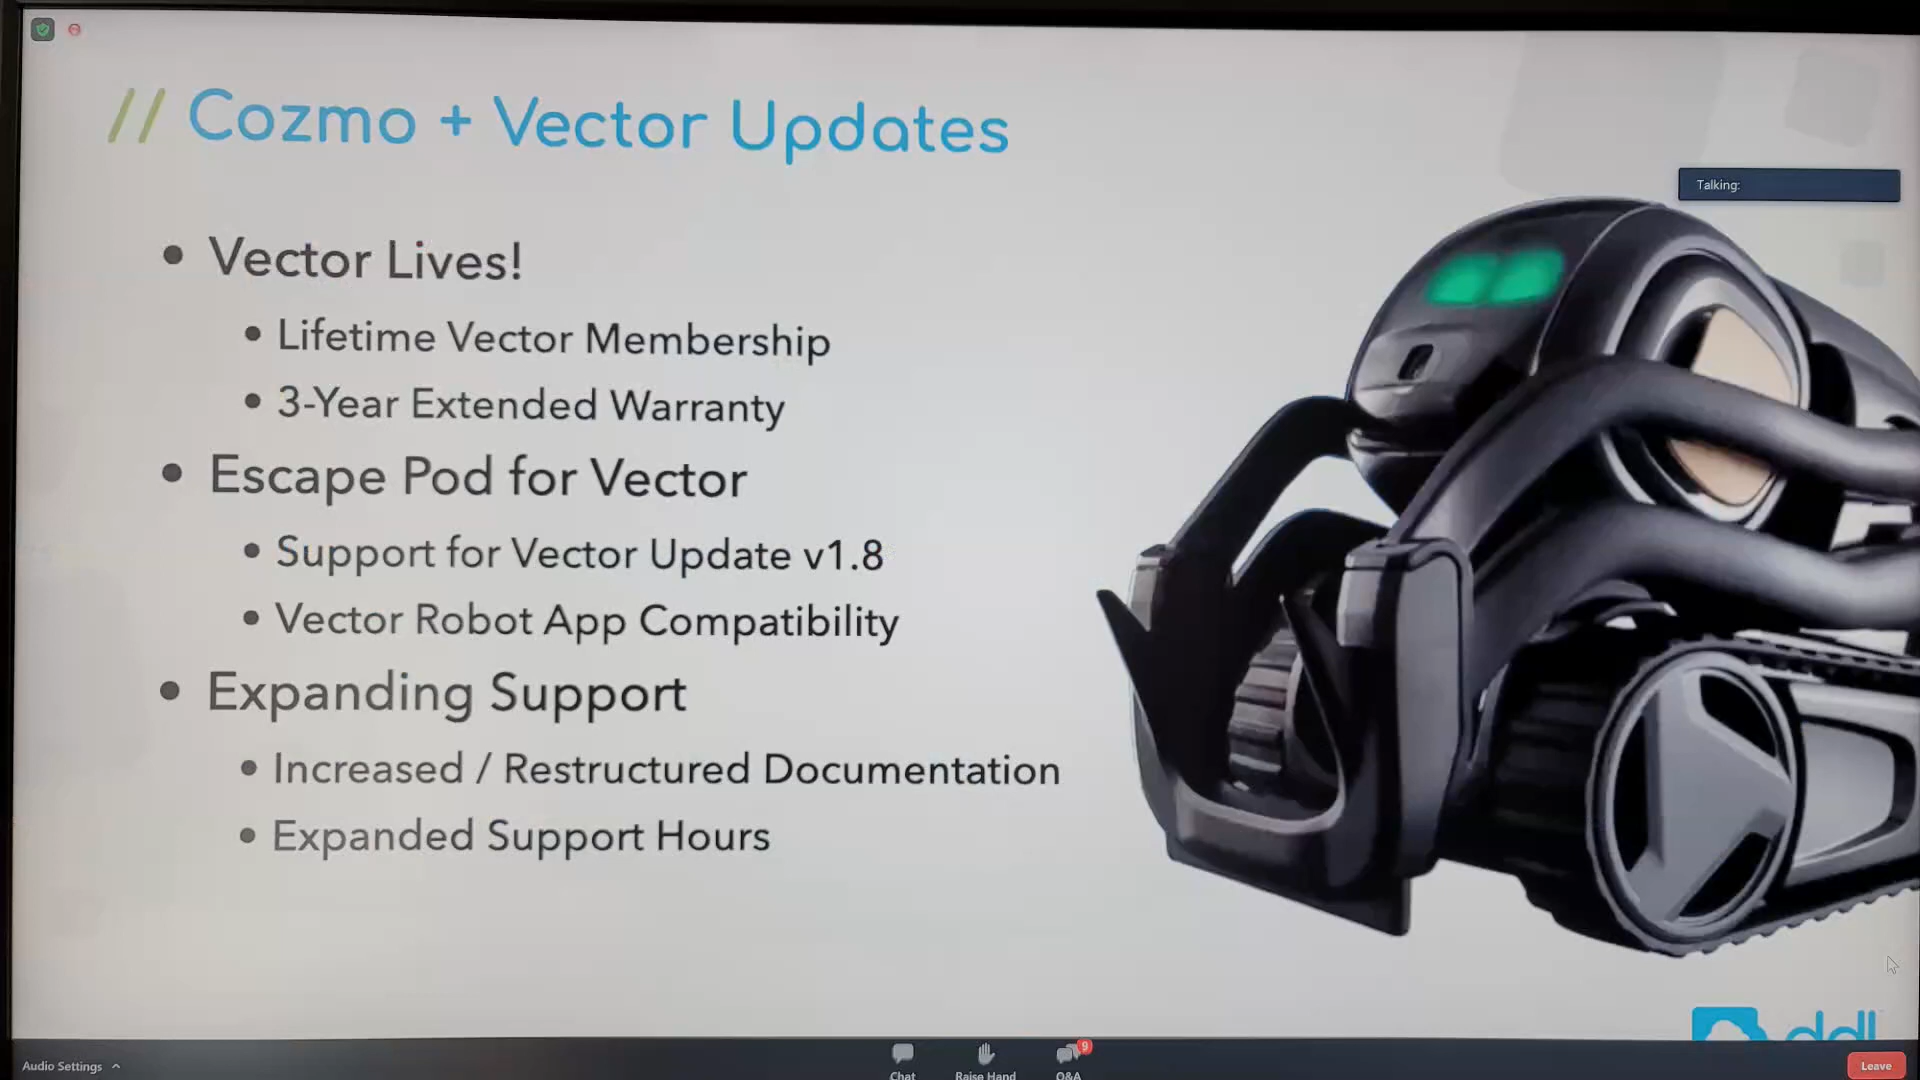 // Cozmo + Vector Updates
Talking:
• Vector Lives!
• Lifetime Vector Membership
• 3-Year Extended Warranty
• Escape Pod for Vector
• Support for Vector Update v1.8
• Vector Robot App Compatibility
• Expanding Support
• Increased / Restructured Documentation
• Expanded Support Hours
ddl
Audio Settings
Chat
Raise Hand
9
Q&A
Leave